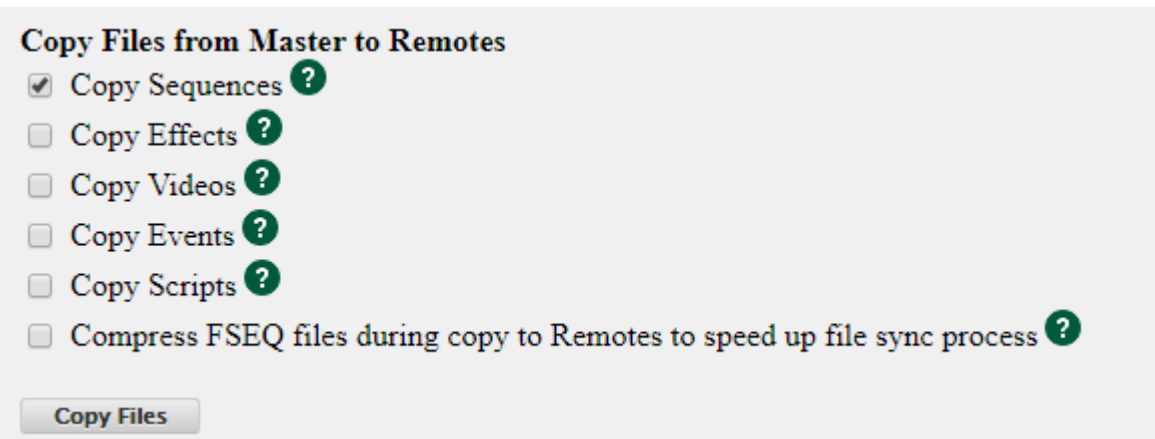 Copy Files from Master to Remotes
Copy Sequences ?
Copy Effects ?
Copy Videos ?
Copy Events ?
Copy Scripts ?
Compress FSEQ files during copy to Remotes to speed up file sync process ?
Copy Files